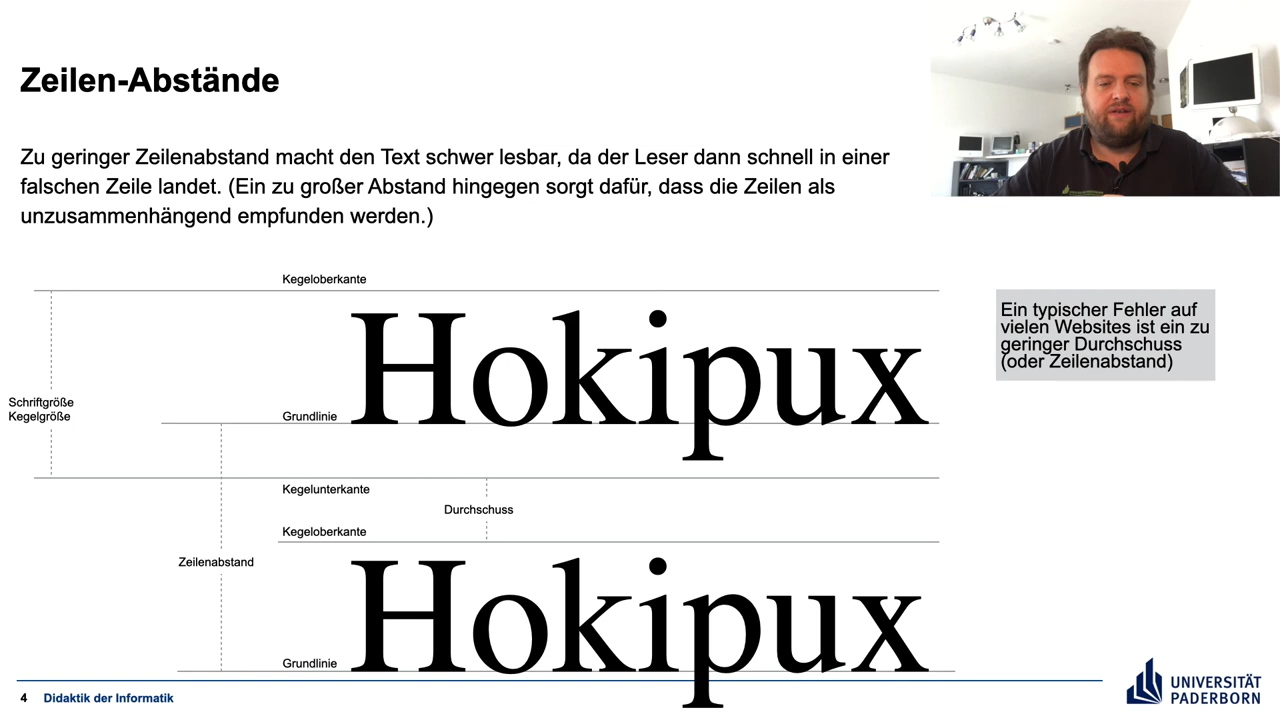 Zeilen-Abstände
Zu geringer Zeilenabstand macht den Text schwer lesbar, da der Leser dann schnell in einer
falschen Zeile landet. (Ein zu großer Abstand hingegen sorgt dafür, dass die Zeilen als
unzusammenhängend empfunden werden.)
Kegeloberkante
Hokipux
Ein typischer Fehler auf
vielen Websites ist ein zu
geringer Durchschuss
(oder Zeilenabstand)
Schriftgröße
Kegelgröße
Grundlinie
Kegelunterkante
Durchschuss
Kegeloberkante
Zeilenabstand
Hokipux
Grundlinie
4 Didaktik der Informatik
UNIVERSITÄT
PADERBORN